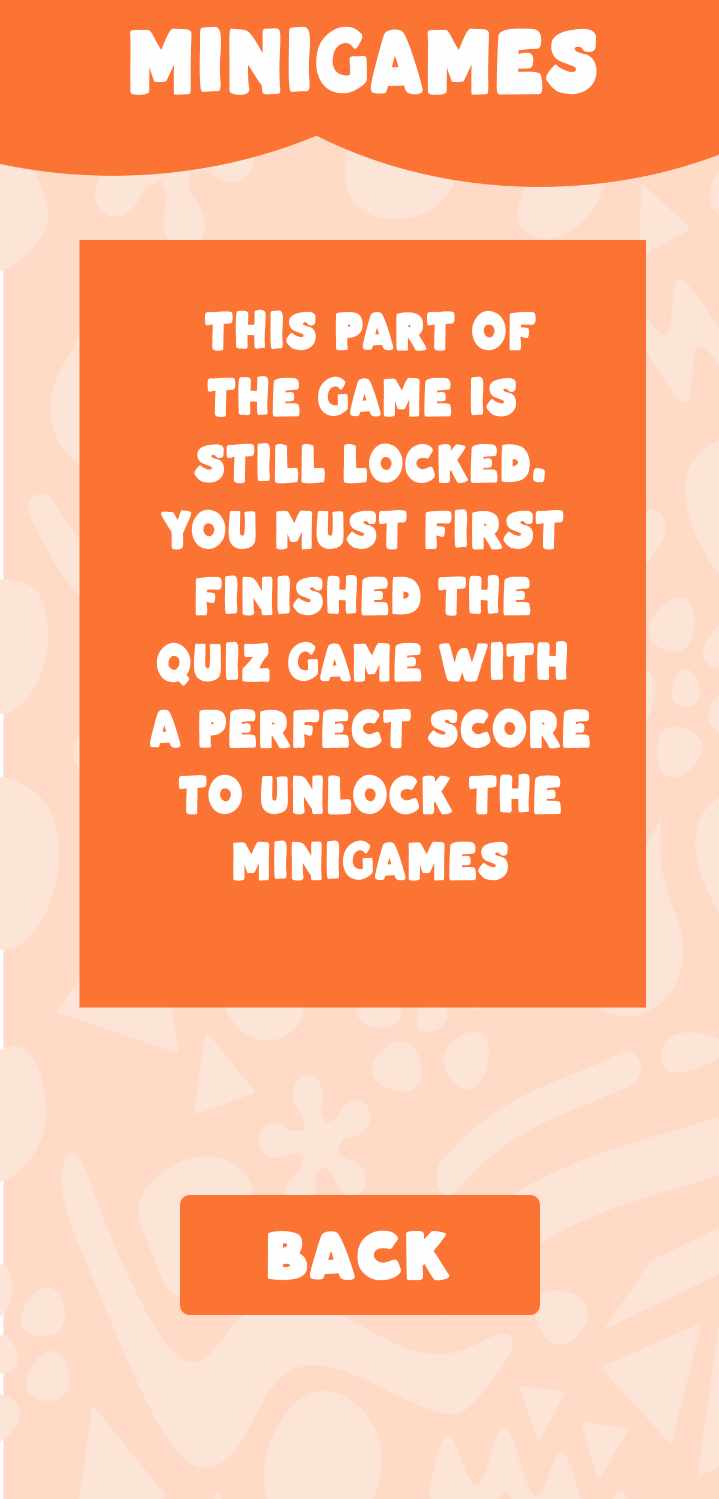 MINIGAMES
THIS PART OF
THE GAME IS
STILL LOCKED.
YOU MUST FIRST
FINISHED THE
QUIZ GAME WITH
A PERFECT SCORE
TO UNLOCK THE
MINIGAMES
BACK